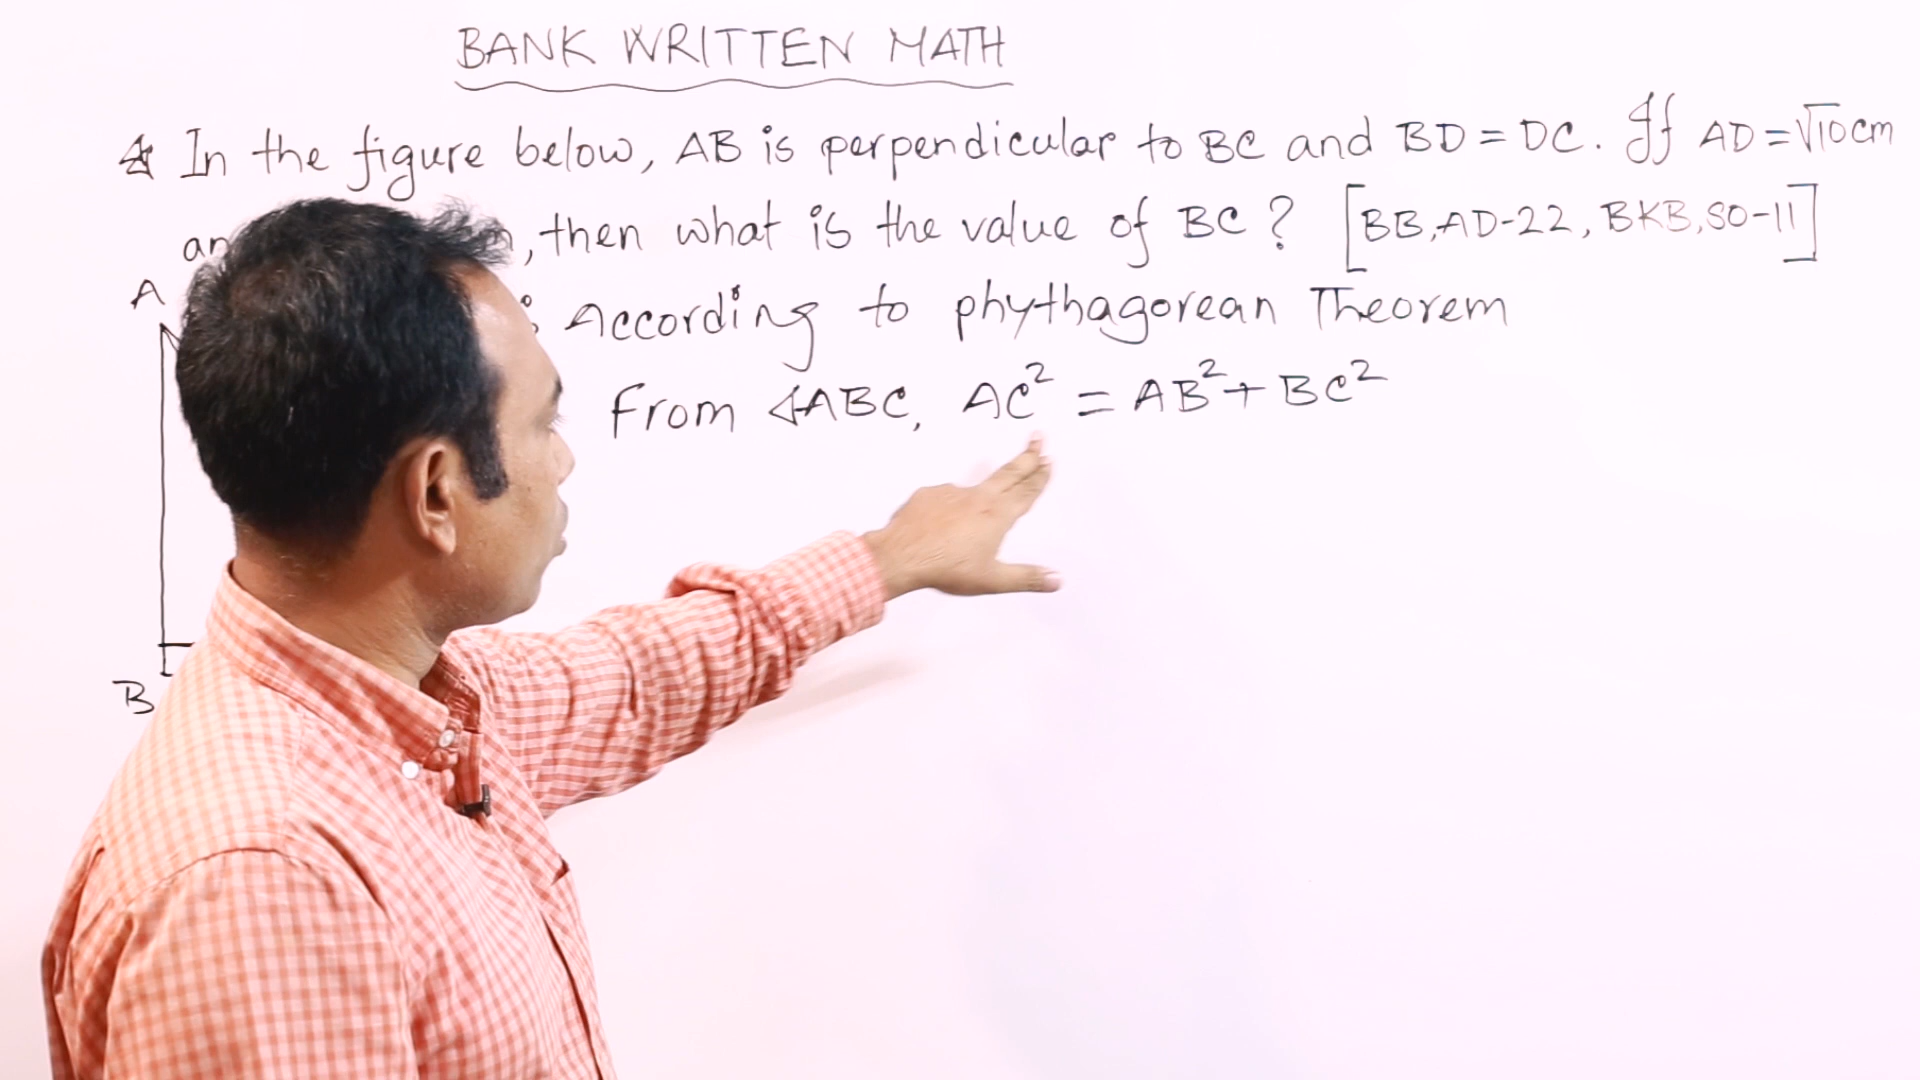 BANK WRITTEN MATH
In the figure below, AB is perpendicular to BC and BD = DC. If AD = √10cm
, then what is the value of BC? [BB,AD-22, BKB,SO-11]
A
According to phythagorean Theorem
From ∢ABC, AC² = AB² + BC²
B